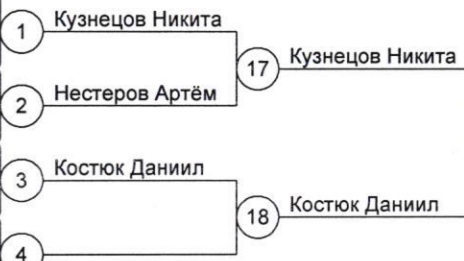 1 Кузнецов Никита
17 Кузнецов Никита
2 Нестеров Артём
3 Костюк Даниил
18 Костюк Даниил
4